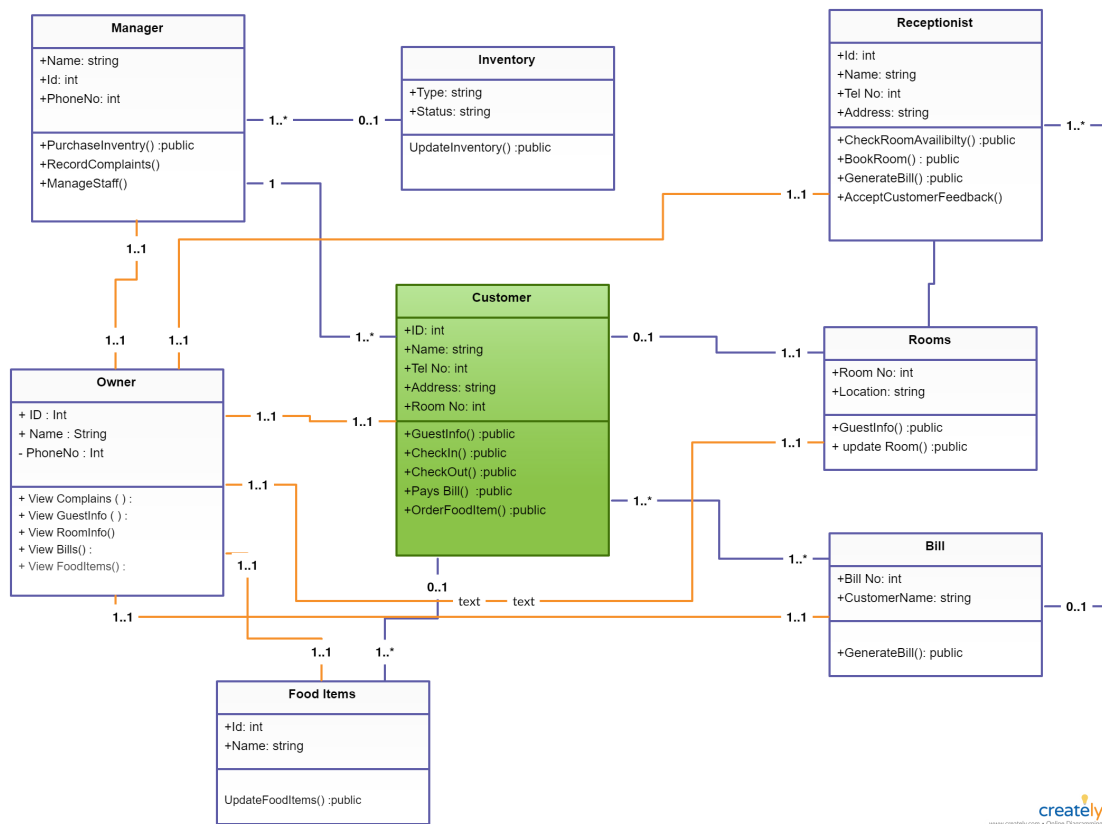 Manager
+Name: string
+Id: int
+PhoneNo: int
+PurchaseInventry() :public
+RecordComplaints()
+ManageStaff()
Inventory
+Type: string
+Status: string
UpdateInventory() :public
Receptionist
+Id: int
+Name: string
+Tel No: int
+Address: string
+CheckRoomAvailibilty() :public
+BookRoom() : public
+GenerateBill() :public
+AcceptCustomerFeedback()
1..*
0..1
1..*
1
1..1
1..1
1..1
1..1
1..*
Customer
+ID: int
+Name: string
+Tel No: int
+Address: string
+Room No: int
+GuestInfo() :public
+CheckIn() :public
+CheckOut() :public
+Pays Bill()  :public
+OrderFoodItem() :public
0..1
1..1
Rooms
+Room No: int
+Location: string
+GuestInfo() :public
+ update Room() :public
Owner
+ ID : Int
+ Name : String
- PhoneNo : Int
+ View Complains ( ) :
+ View GuestInfo ( ) :
+ View RoomInfo()
+ View Bills() :
+ View FoodItems() :
1..1
1..1
1..1
1..1
1..*
1..*
Bill
+Bill No: int
+CustomerName: string
+GenerateBill(): public
0..1
1..1
0..1
text
text
1..1
1..1
1..1
1..*
Food Items
+Id: int
+Name: string
UpdateFoodItems() :public
creately
www.creately.com • Online Diagramming